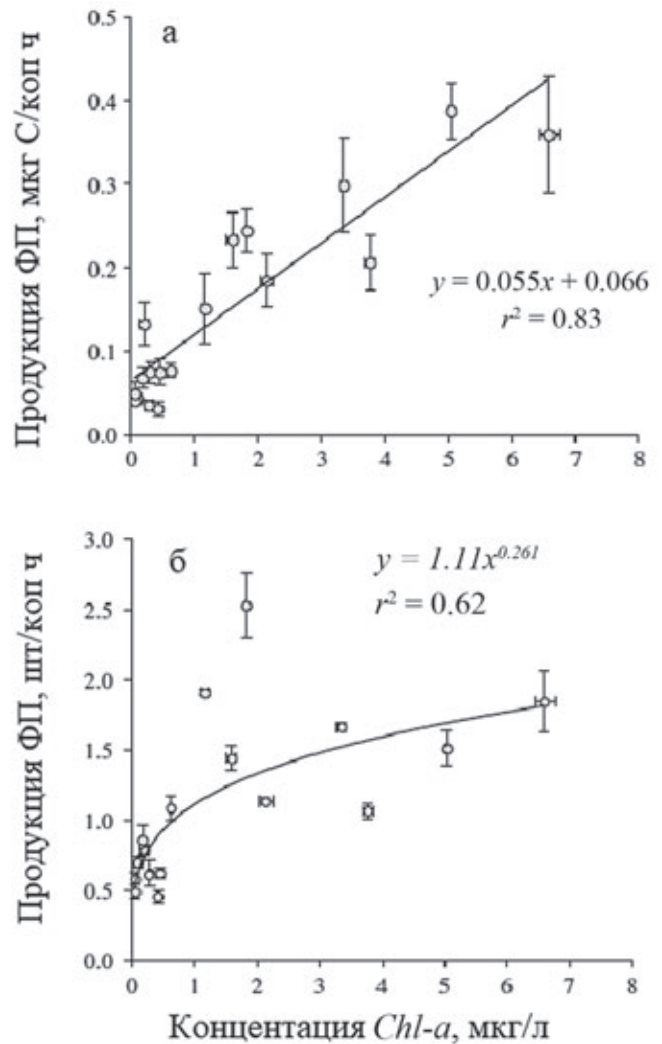 а
Продукция ФП, мкг С/коп ч
0.5
0.4
0.3
0.2
0.1
0.0
y = 0.055x + 0.066
r² = 0.83
0 1 2 3 4 5 6 7 8
б
Продукция ФП, шт/коп ч
3.0
2.5
2.0
1.5
1.0
0.5
0.0
y = 1.11x^0.261
r² = 0.62
0 1 2 3 4 5 6 7 8
Концентация Chl-a, мкг/л